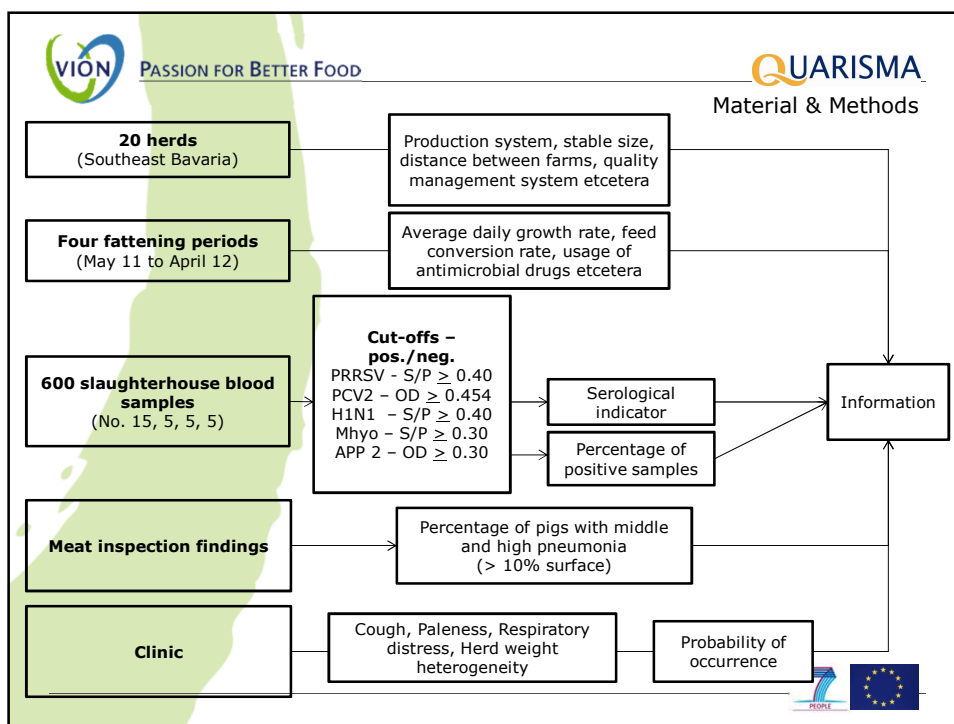 VION
PASSION FOR BETTER FOOD
QUARISMA
Material & Methods
20 herds
(Southeast Bavaria)
Production system, stable size,
distance between farms, quality
management system etcetera
Four fattening periods
(May 11 to April 12)
Average daily growth rate, feed
conversion rate, usage of
antimicrobial drugs etcetera
600 slaughterhouse blood
samples
(No. 15, 5, 5, 5)
Cut-offs –
pos./neg.
PRRSV - S/P ≥ 0.40
PCV2 – OD ≥ 0.454
H1N1 – S/P ≥ 0.40
Mhyo – S/P ≥ 0.30
APP 2 – OD ≥ 0.30
Serological
indicator
Percentage of
positive samples
Information
Meat inspection findings
Percentage of pigs with middle
and high pneumonia
(> 10% surface)
Clinic
Cough, Paleness, Respiratory
distress, Herd weight
heterogeneity
Probability of
occurrence
7
PEOPLE